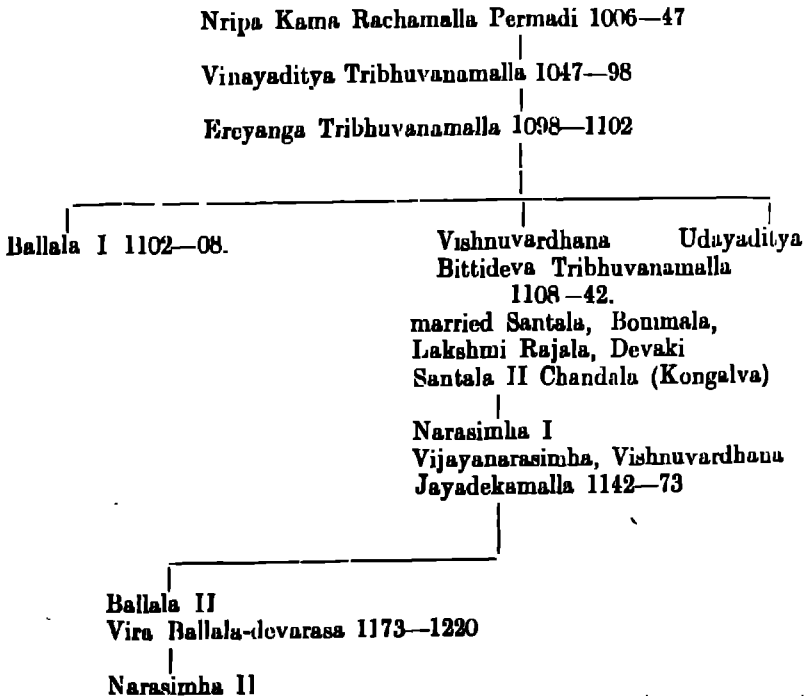 Nripa Kama Rachamalla Permadi 1006—47
Vinayaditya Tribhuvanamalla 1047—98
Ereyanga Tribhuvanamalla 1098—1102
Ballala I 1102—08.
Vishnuvardhana
Bittideva Tribhuvanamalla
1108—42.
married Santala, Bommala,
Lakshmi Rajala, Devaki
Santala II Chandala (Kongalva)
Udayaditya
Narasimha I
Vijayanarasimha, Vishnuvardhana
Jayadekamalla 1142—73
Ballala II
Vira Ballala-devarasa 1173—1220
Narasimha II